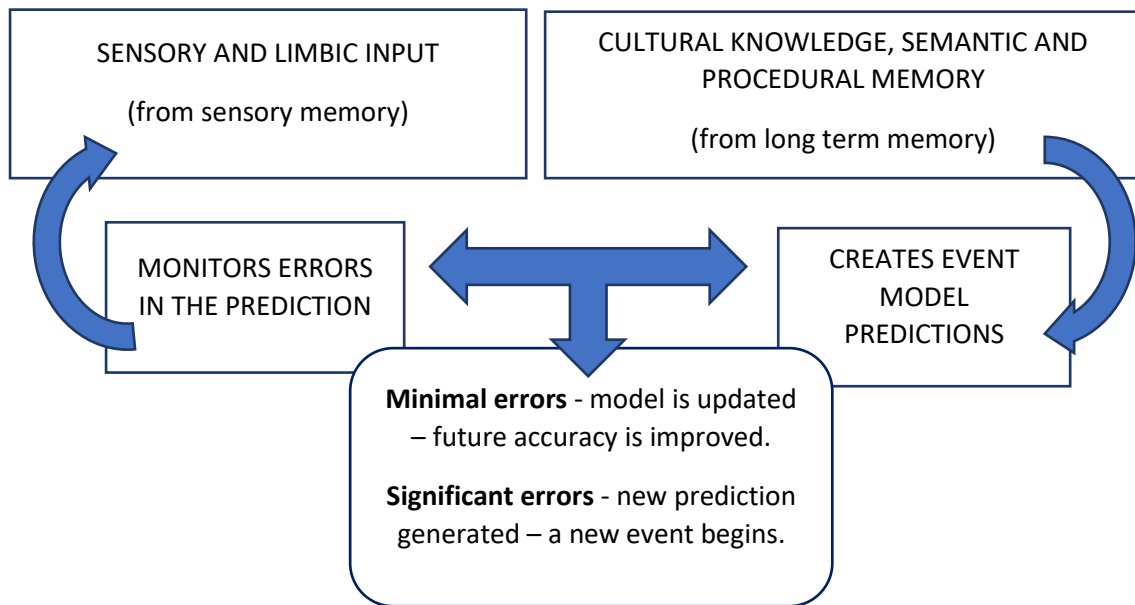 SENSORY AND LIMBIC INPUT
(from sensory memory)
CULTURAL KNOWLEDGE, SEMANTIC AND
PROCEDURAL MEMORY
(from long term memory)
MONITORS ERRORS
IN THE PREDICTION
CREATES EVENT
MODEL
PREDICTIONS
Minimal errors - model is updated
– future accuracy is improved.
Significant errors - new prediction
generated – a new event begins.